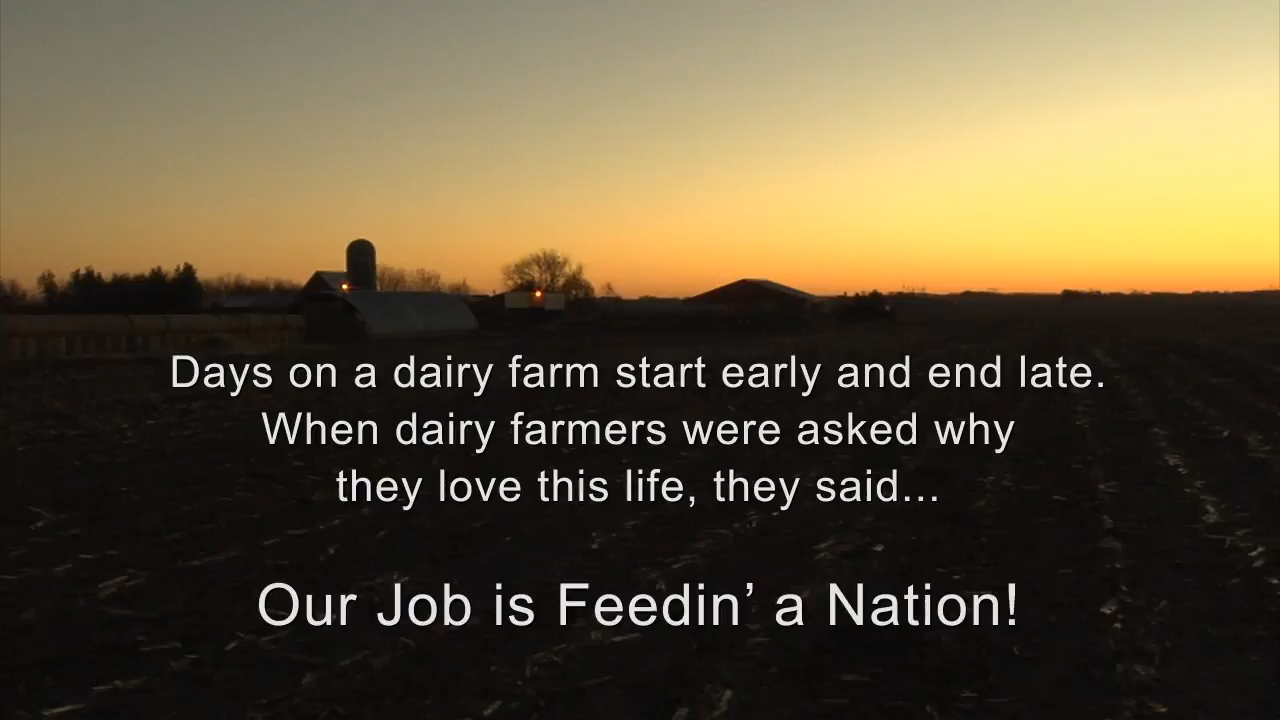 Days on a dairy farm start early and end late.
When dairy farmers were asked why
they love this life, they said...
Our Job is Feedin’ a Nation!